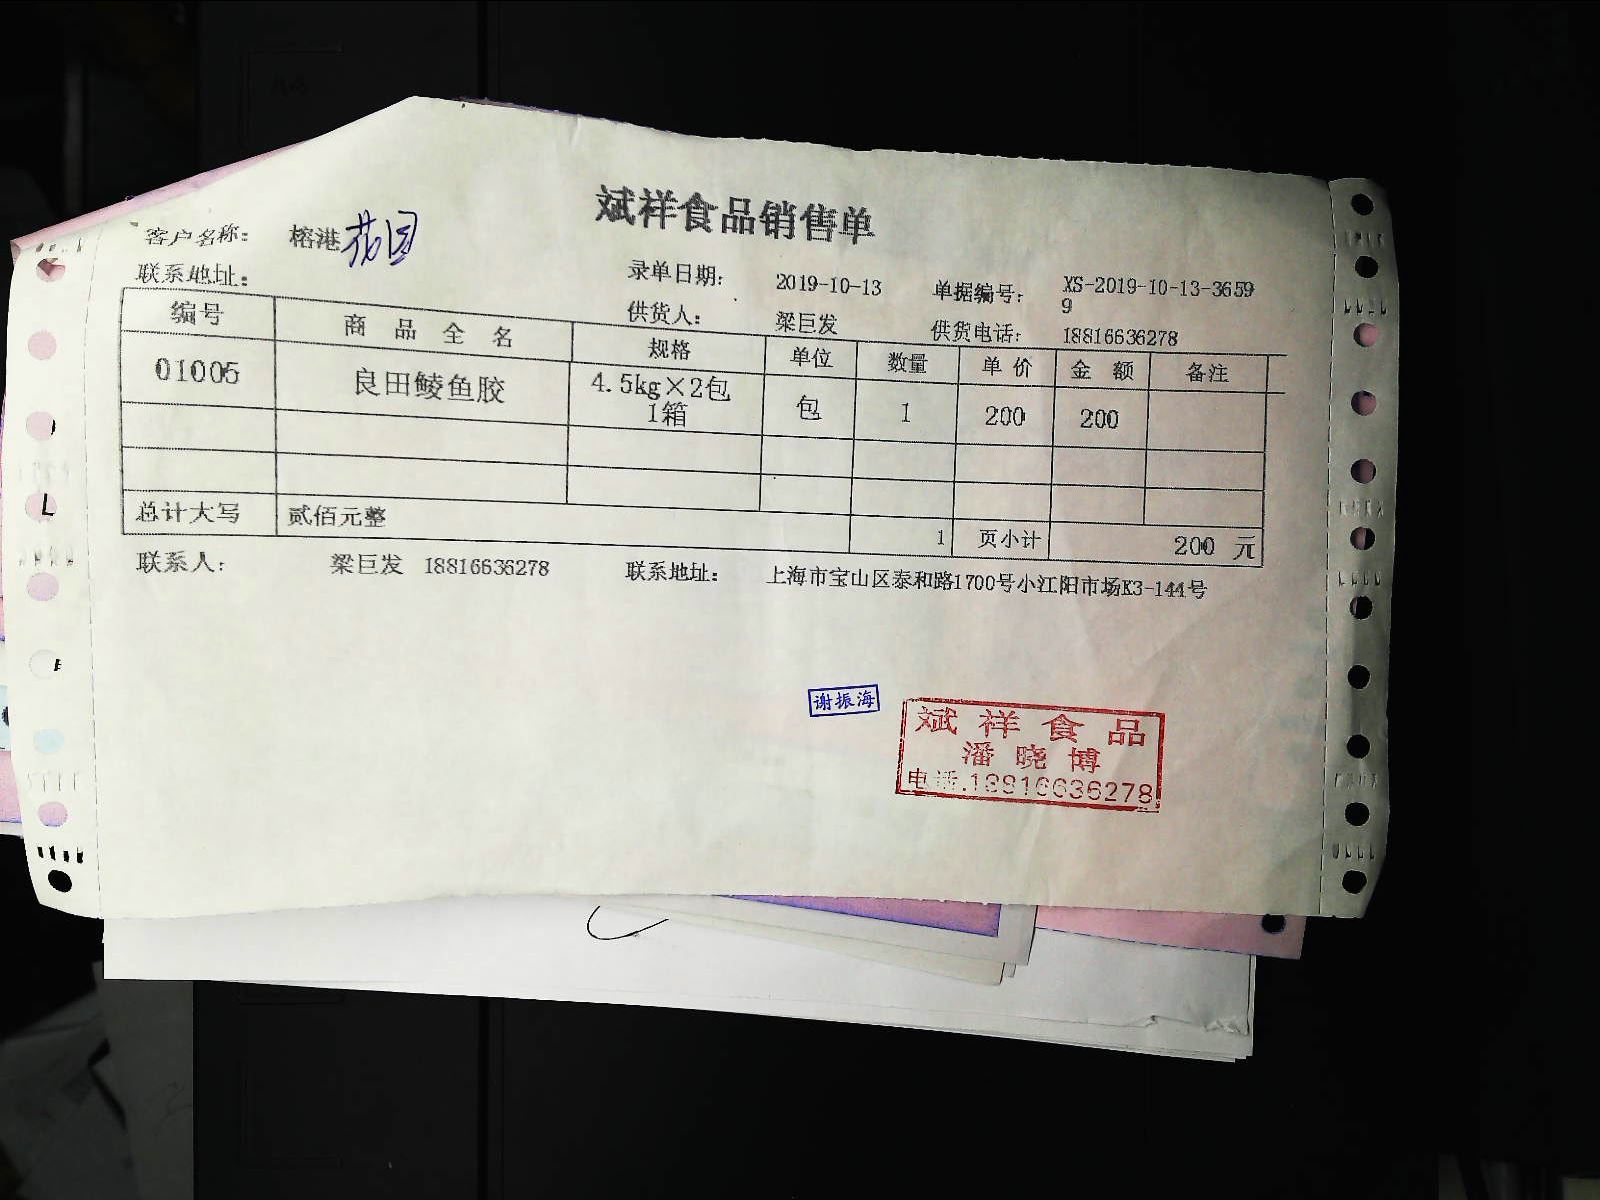 斌祥食品销售单
客户名称: 榕港花园
联系地址:
录单日期: 2019-10-13 单据编号: XS-2019-10-13-3659
9
供货人: 梁巨发 供货电话: 18816636278
编号 商品全名 规格 单位 数量 单价 金额 备注
01005 良田鲮鱼胶 4.5kg×2包 包 1 200 200
1箱
总计大写 贰佰元整 1 页小计 200 元
联系人: 梁巨发 18816636278 联系地址: 上海市宝山区泰和路1700号小江阳市场K3-144号
谢振海
斌祥食品
潘晓博
电话.18816636278